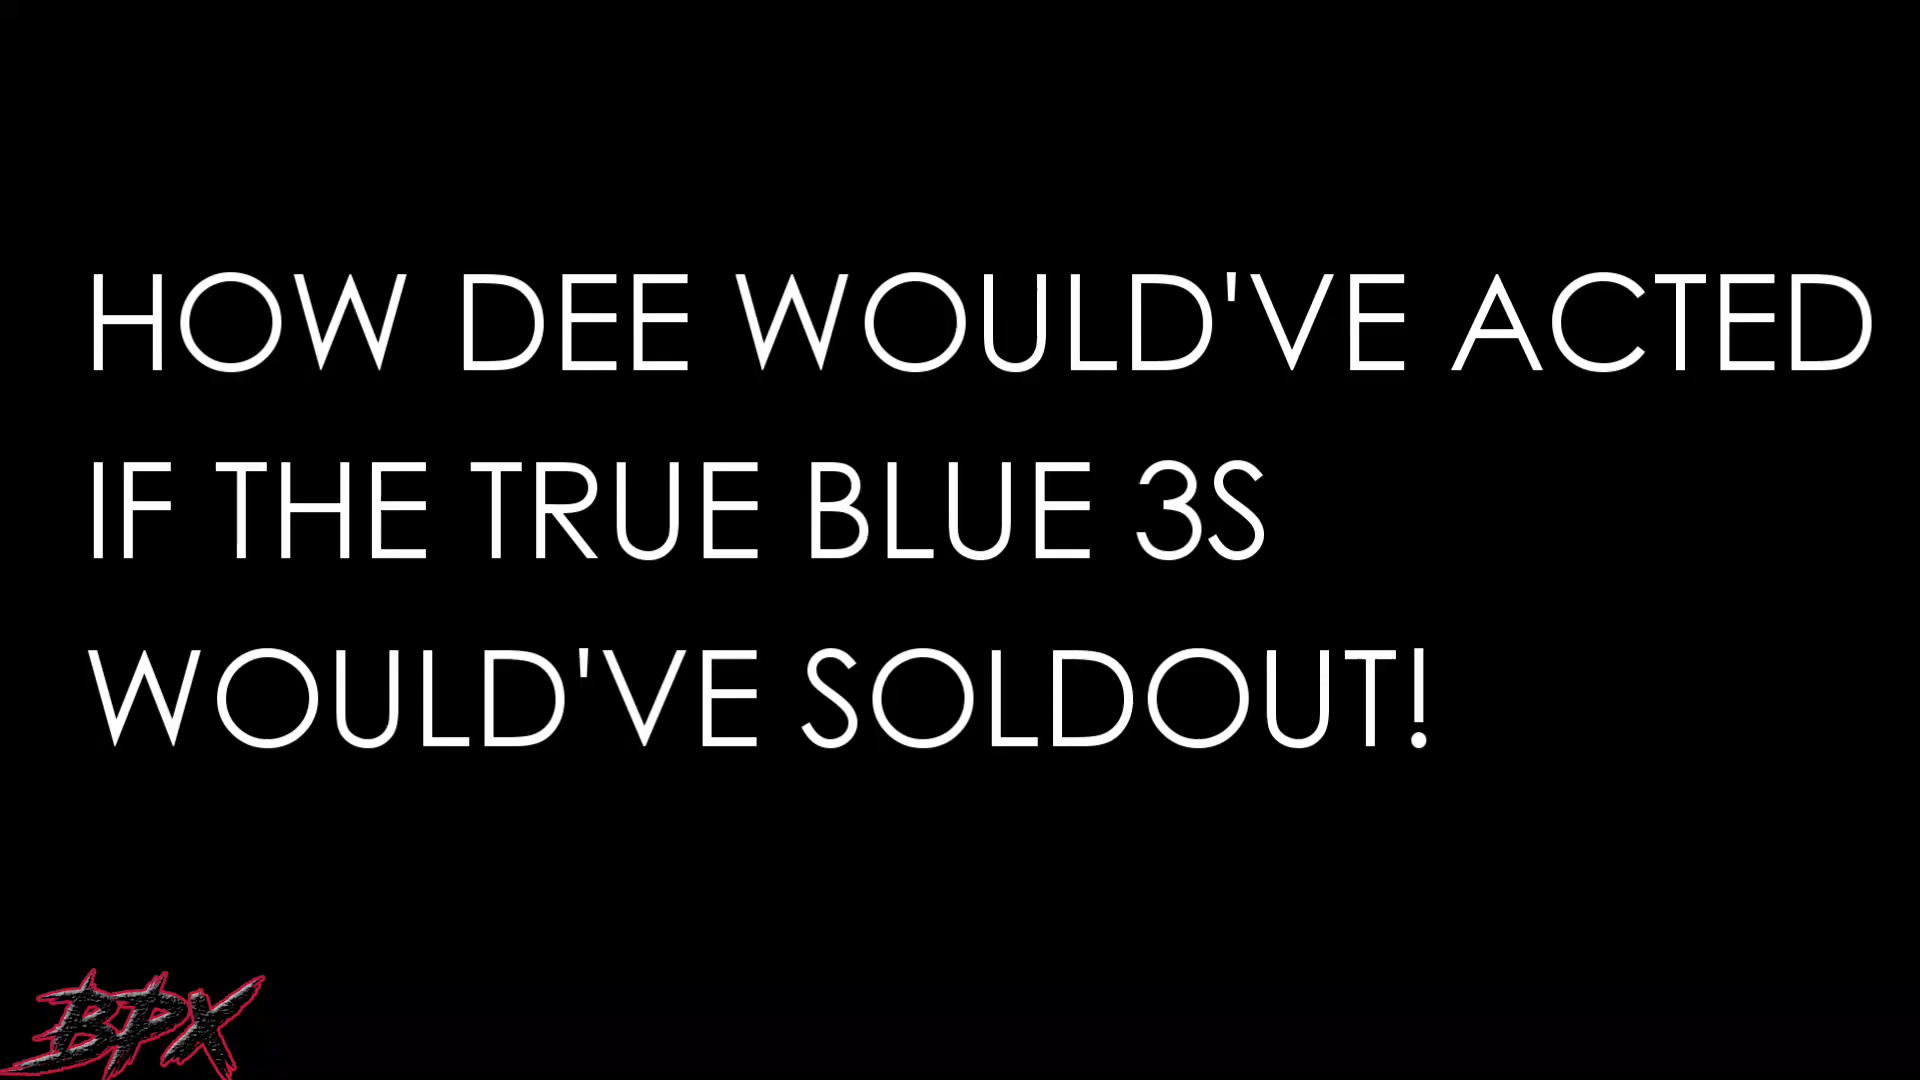 HOW DEE WOULD'VE ACTED
IF THE TRUE BLUE 3S
WOULD'VE SOLDOUT!
BPX